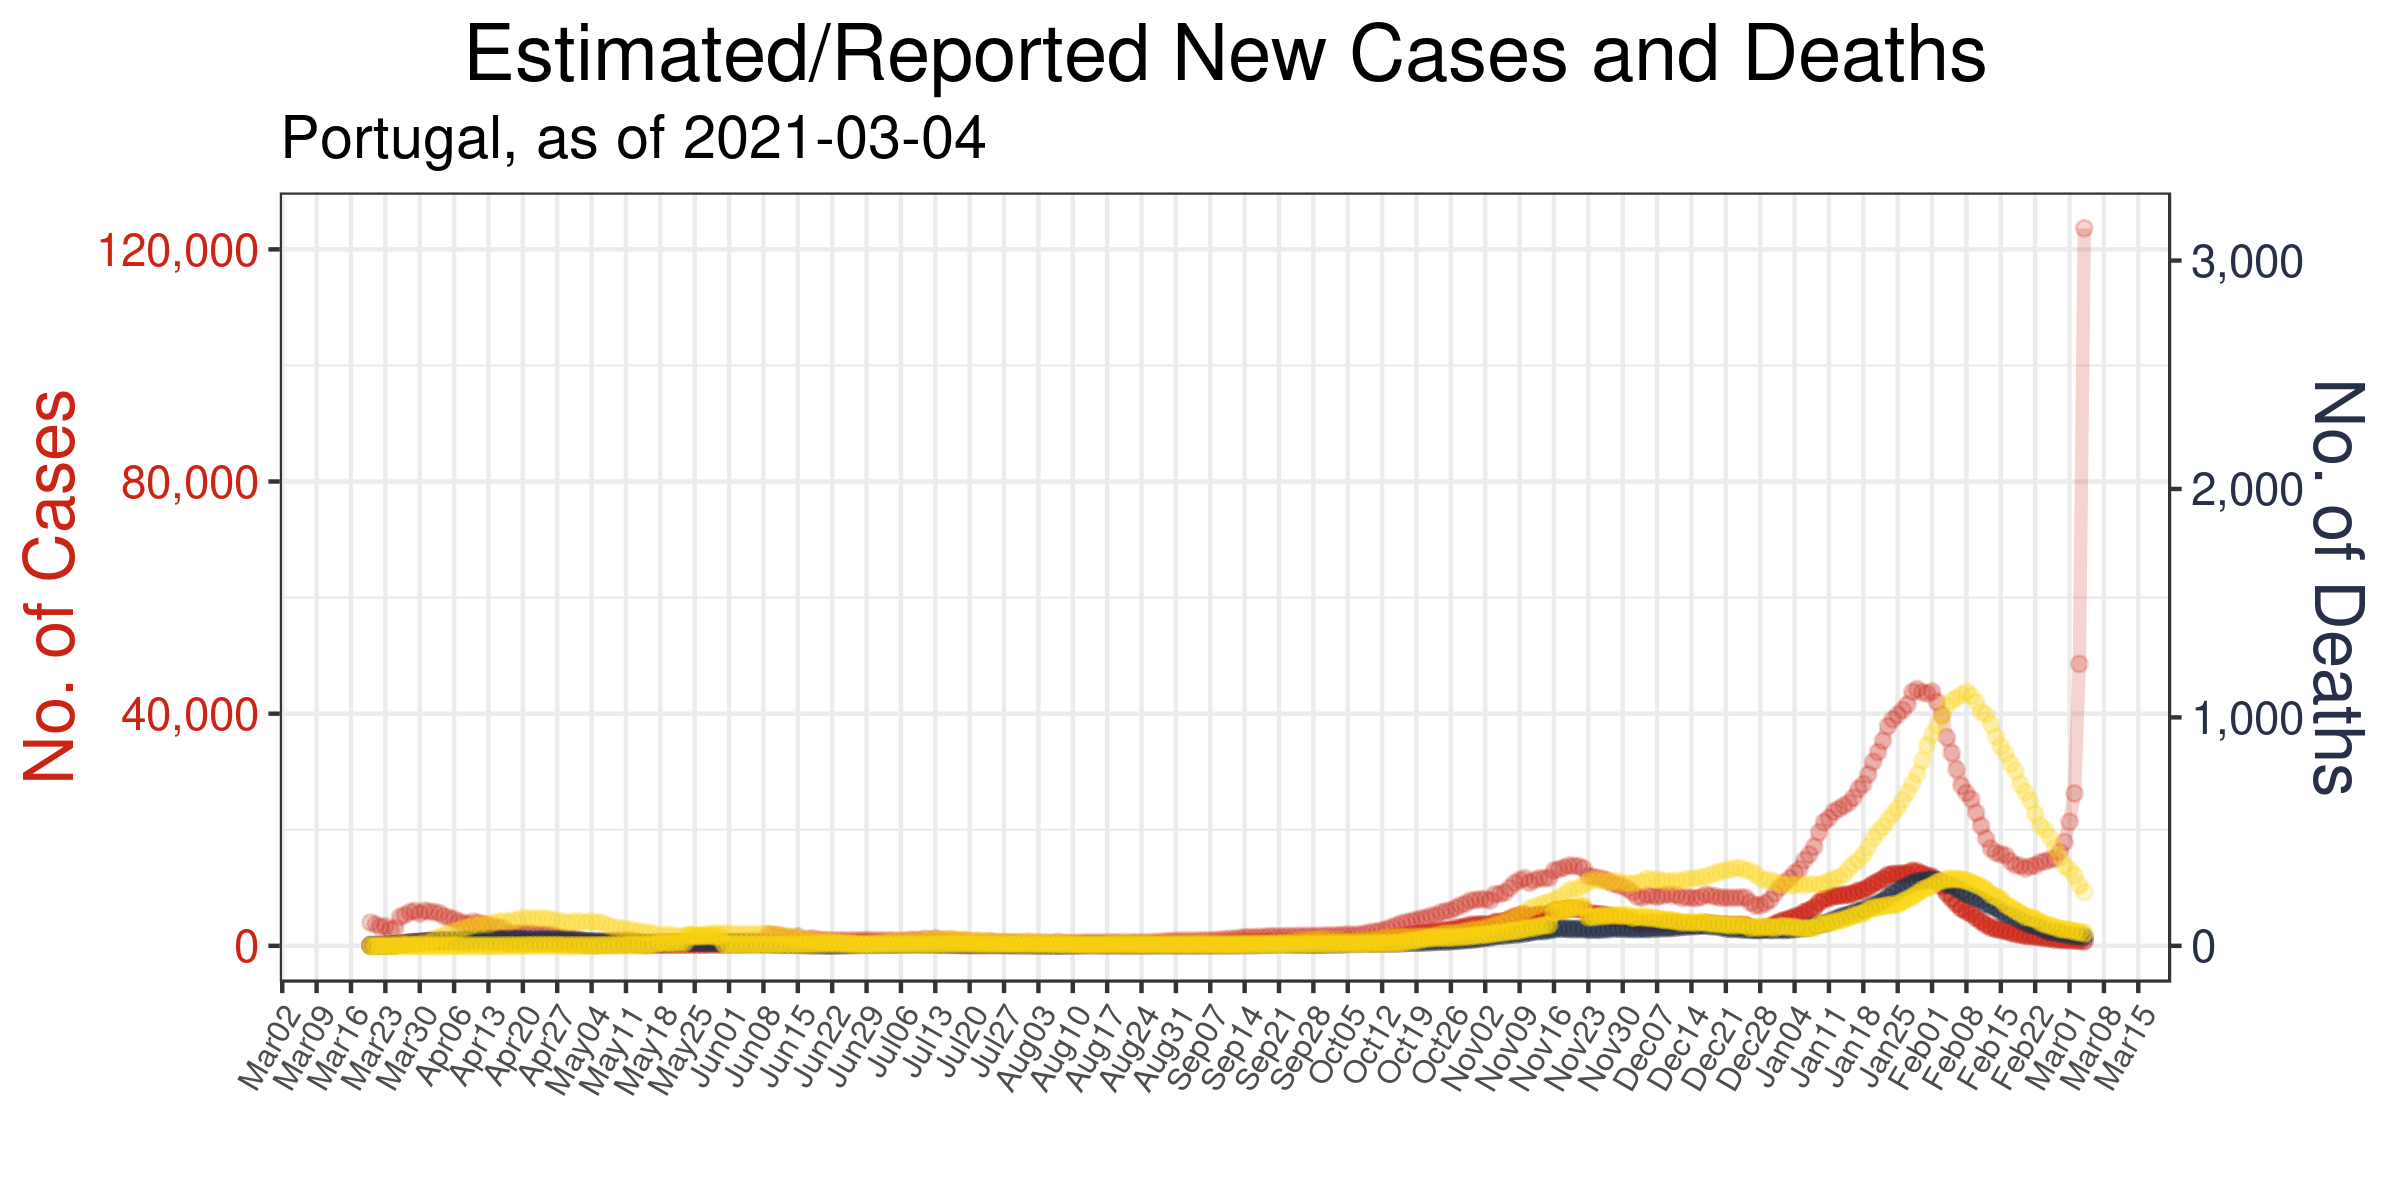 Estimated/Reported New Cases and Deaths
Portugal, as of 2021-03-04
No. of Cases
120,000
80,000
40,000
0
3,000
2,000
1,000
0
No. of Deaths
Mar02 Mar09 Mar16 Mar23 Mar30 Apr06 Apr13 Apr20 Apr27 May04 May11 May18 May25 Jun01 Jun08 Jun15 Jun22 Jun29 Jul06 Jul13 Jul20 Jul27 Aug03 Aug10 Aug17 Aug24 Aug31 Sep07 Sep14 Sep21 Sep28 Oct05 Oct12 Oct19 Oct26 Nov02 Nov09 Nov16 Nov23 Nov30 Dec07 Dec14 Dec21 Dec28 Jan04 Jan11 Jan18 Jan25 Feb01 Feb08 Feb15 Feb22 Mar01 Mar08 Mar15